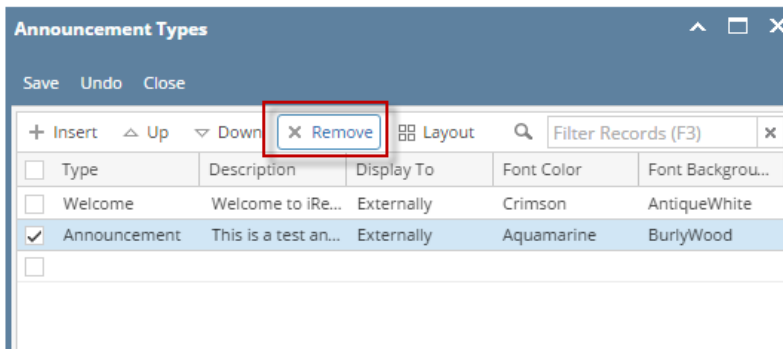 Announcement Types
Save Undo Close
Insert Up Down Remove Layout Filter Records (F3)
Type Description Display To Font Color Font Backgrou...
Welcome Welcome to iRe... Externally Crimson AntiqueWhite
Announcement This is a test an... Externally Aquamarine BurlyWood